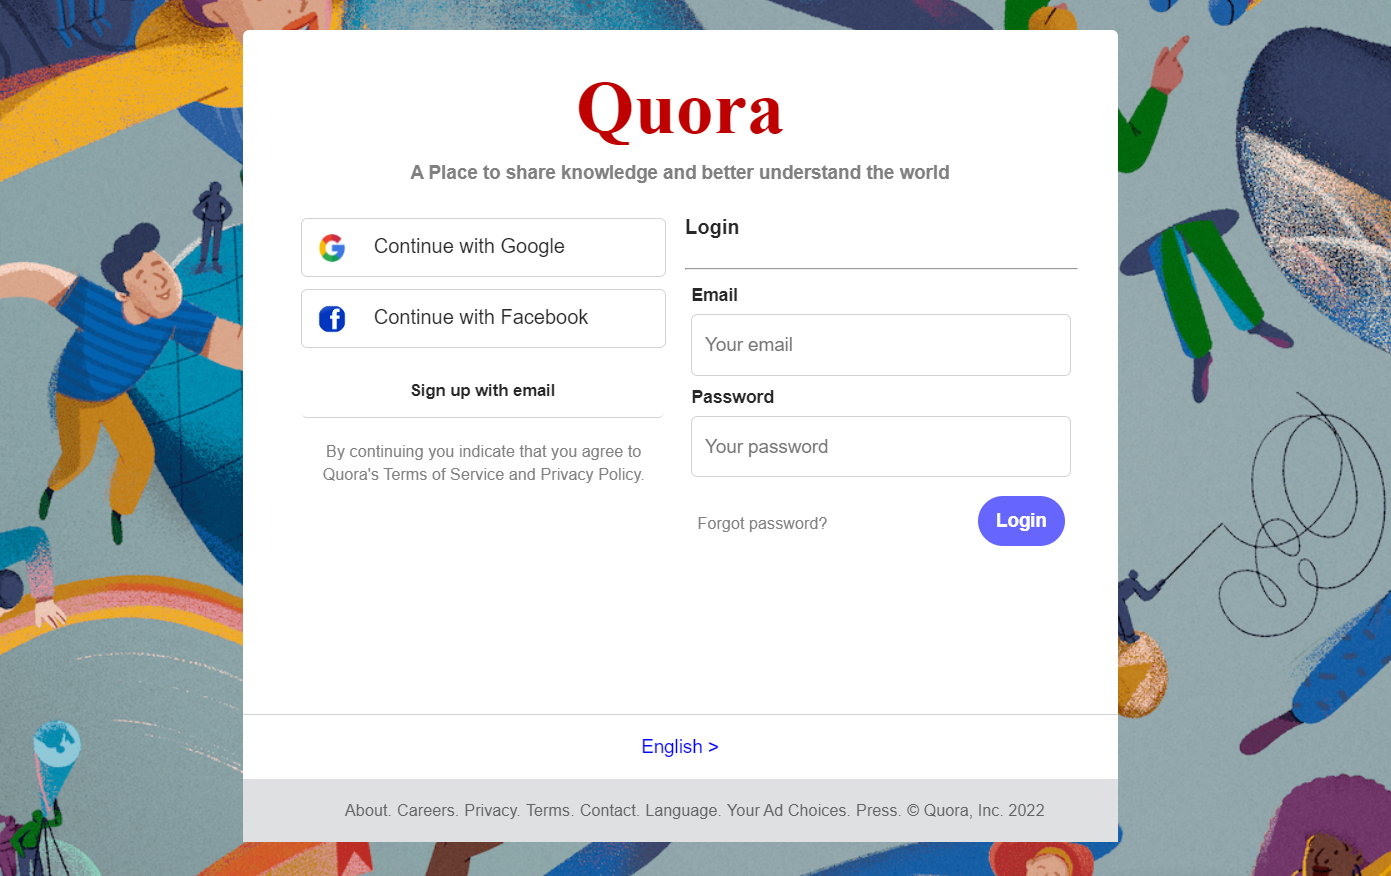 Quora
A Place to share knowledge and better understand the world
Continue with Google
Continue with Facebook
Sign up with email
By continuing you indicate that you agree to
Quora's Terms of Service and Privacy Policy.
Login
Email
Your email
Password
Your password
Forgot password?
Login
English >
About. Careers. Privacy. Terms. Contact. Language. Your Ad Choices. Press. © Quora, Inc. 2022